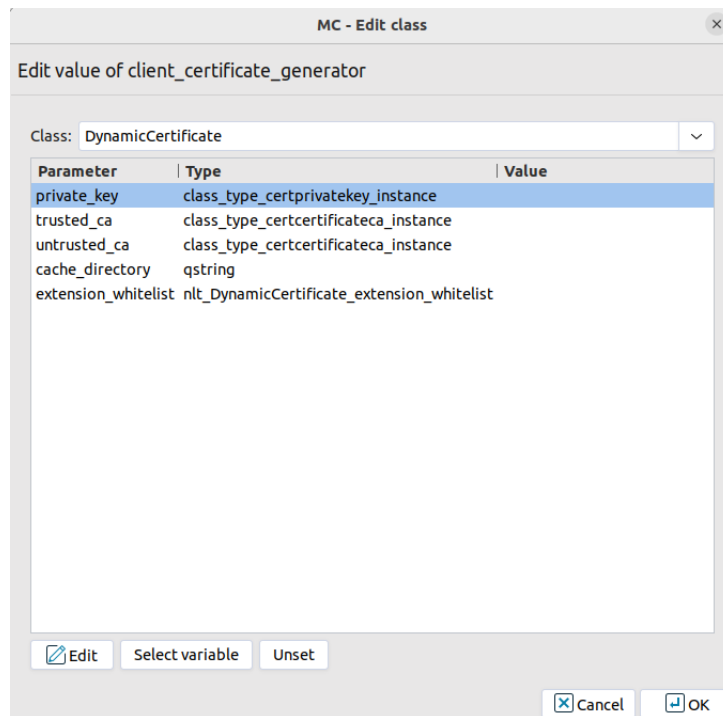 MC - Edit class
Edit value of client_certificate_generator
Class: DynamicCertificate
Parameter Type Value
private_key class_type_certprivatekey_instance
trusted_ca class_type_certcertificateca_instance
untrusted_ca class_type_certcertificateca_instance
cache_directory qstring
extension_whitelist nlt_DynamicCertificate_extension_whitelist
Edit Select variable Unset
Cancel OK